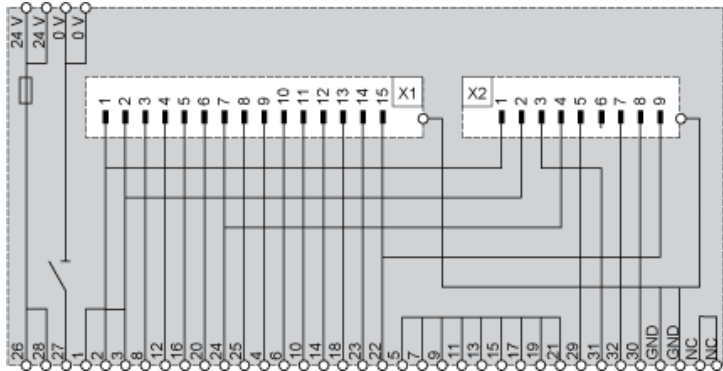 24 V 24 V 0 V 0 V
X1 X2
1 2 3 4 5 6 7 8 9 10 11 12 13 14 15 1 2 3 4 5 6 7 8 9
26 28 27 1 2 3 8 12 16 20 24 25 4 6 10 14 18 23 22 5 7 9 11 13 15 17 19 21 29 31 32 30 GND GND NC NC